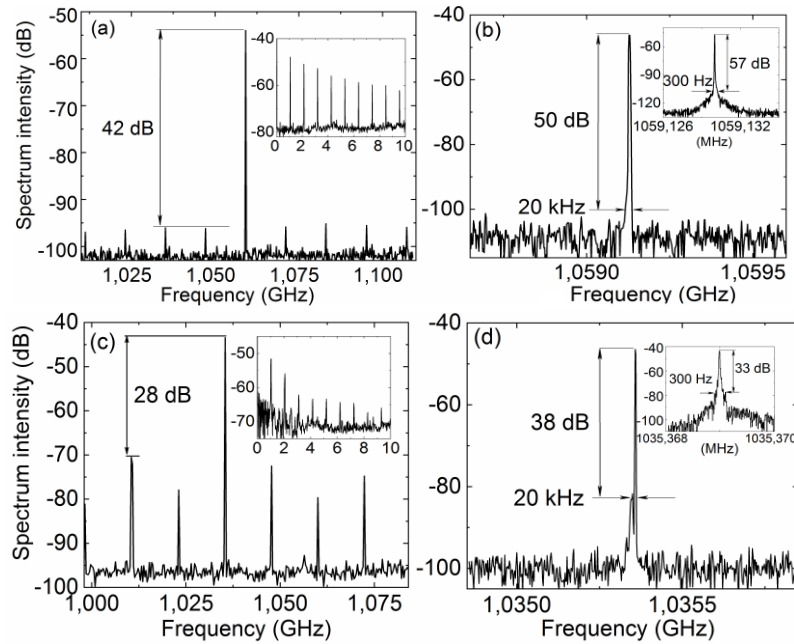 (a)
-50
-60
-70
-80
-90
-100
Spectrum intensity (dB)
42 dB
-40
-60
-80
0 2 4 6 8 10
1,025 1,050 1,075 1,100
Frequency (GHz)
(b)
-40
-60
-80
-100
50 dB
20 kHz
-60
-90
-120
300 Hz
57 dB
1059,126 1059,132
(MHz)
1,0590 1,0595
Frequency (GHz)
(c)
-40
-50
-60
-70
-80
-90
-100
Spectrum intensity (dB)
28 dB
-50
-60
-70
0 2 4 6 8 10
1,000 1,025 1,050 1,075
Frequency (GHz)
(d)
-40
-60
-80
-100
38 dB
20 kHz
-40
-60
-80
-100
300 Hz
33 dB
1035,368 1035,370
(MHz)
1,0350 1,0355
Frequency (GHz)